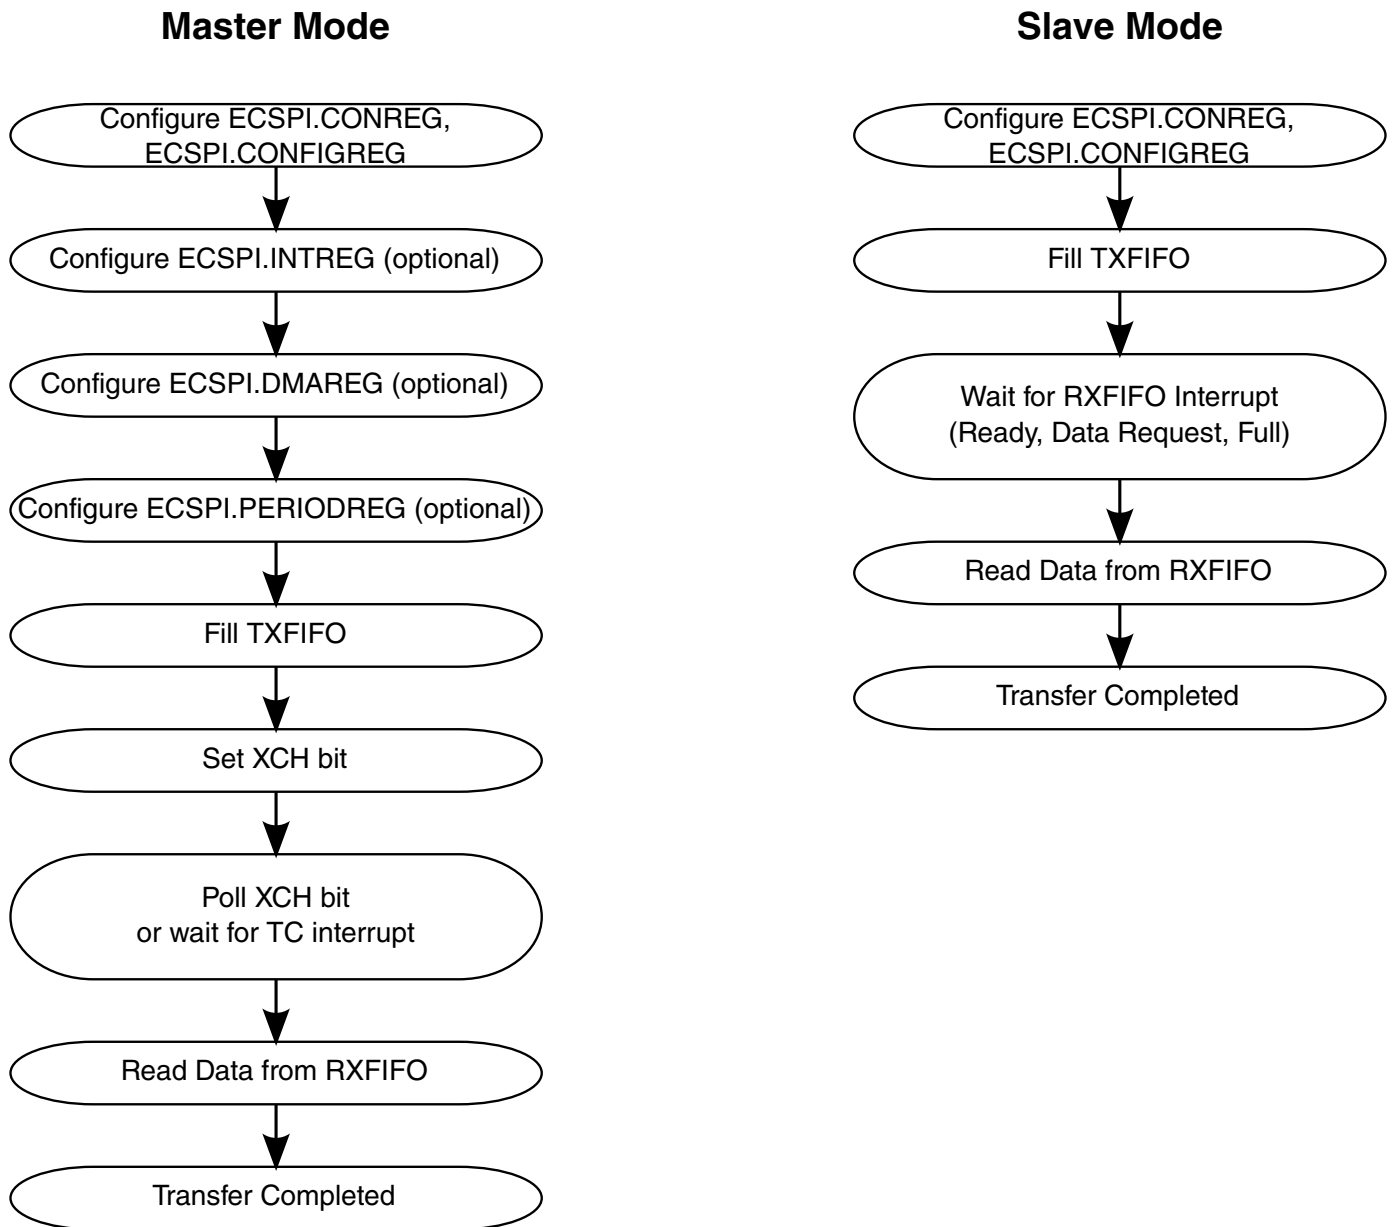 Master Mode
Configure ECSPI.CONREG,
ECSPI.CONFIGREG
Configure ECSPI.INTREG (optional)
Configure ECSPI.DMAREG (optional)
Configure ECSPI.PERIODREG (optional)
Fill TXFIFO
Set XCH bit
Poll XCH bit
or wait for TC interrupt
Read Data from RXFIFO
Transfer Completed
Slave Mode
Configure ECSPI.CONREG,
ECSPI.CONFIGREG
Fill TXFIFO
Wait for RXFIFO Interrupt
(Ready, Data Request, Full)
Read Data from RXFIFO
Transfer Completed